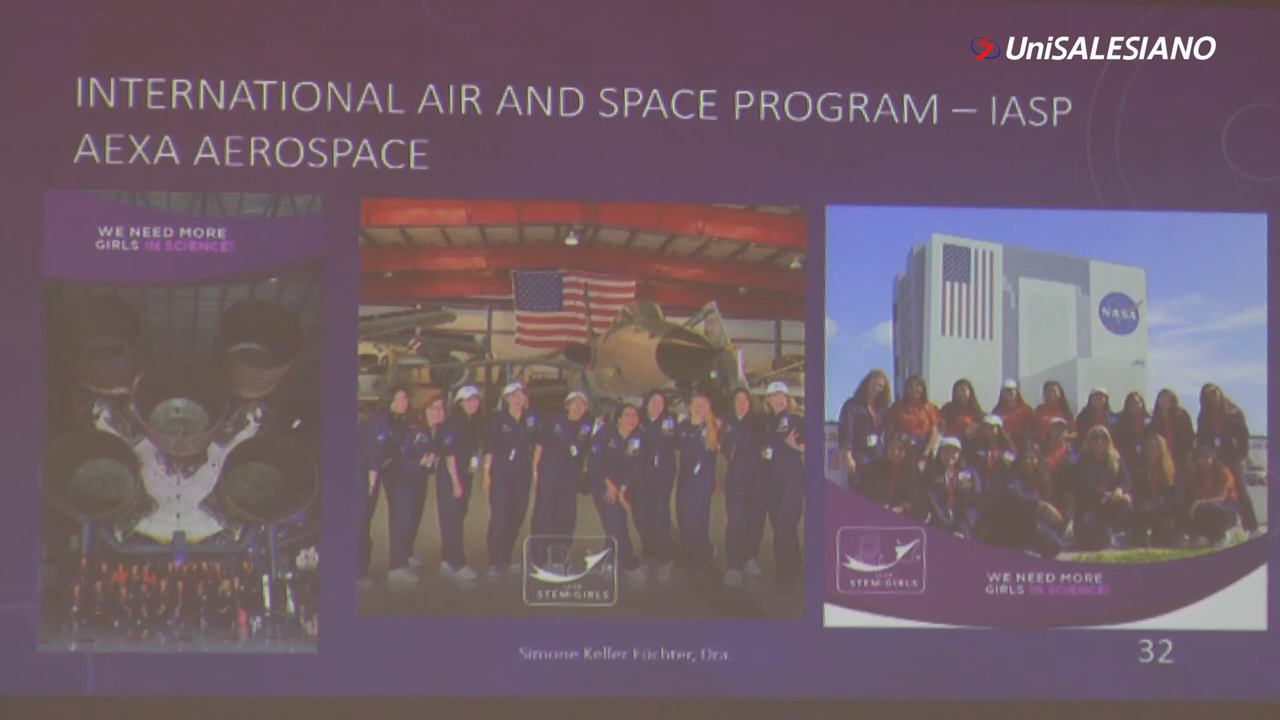 UniSALESIANO
INTERNATIONAL AIR AND SPACE PROGRAM – IASP
AEXA AEROSPACE
WE NEED MORE
GIRLS IN SCIENCE!
NASA
STEM GIRLS
STEM GIRLS
WE NEED MORE
GIRLS IN SCIENCE!
Simone Keller Füchter, Dra.
32